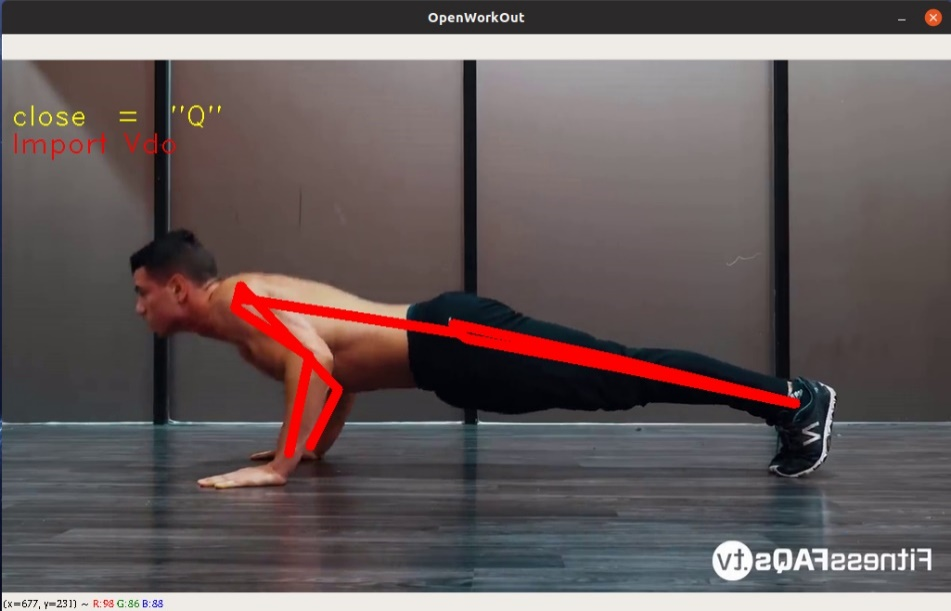 OpenWorkOut
close = "Q"
Import Vdo
FitnessFAQs.tv
(x=677, y=231) ~ R:98 G:86 B:88